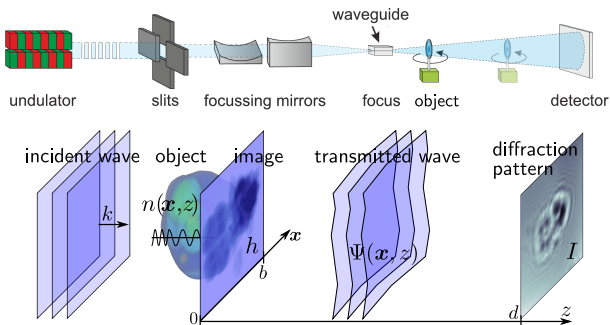 waveguide
undulator
slits
focussing mirrors
focus
object
detector
incident wave
object
image
transmitted wave
diffraction
pattern
k
n(x,z)
h
b
x
Ψ(x,z)
I
0
d
z